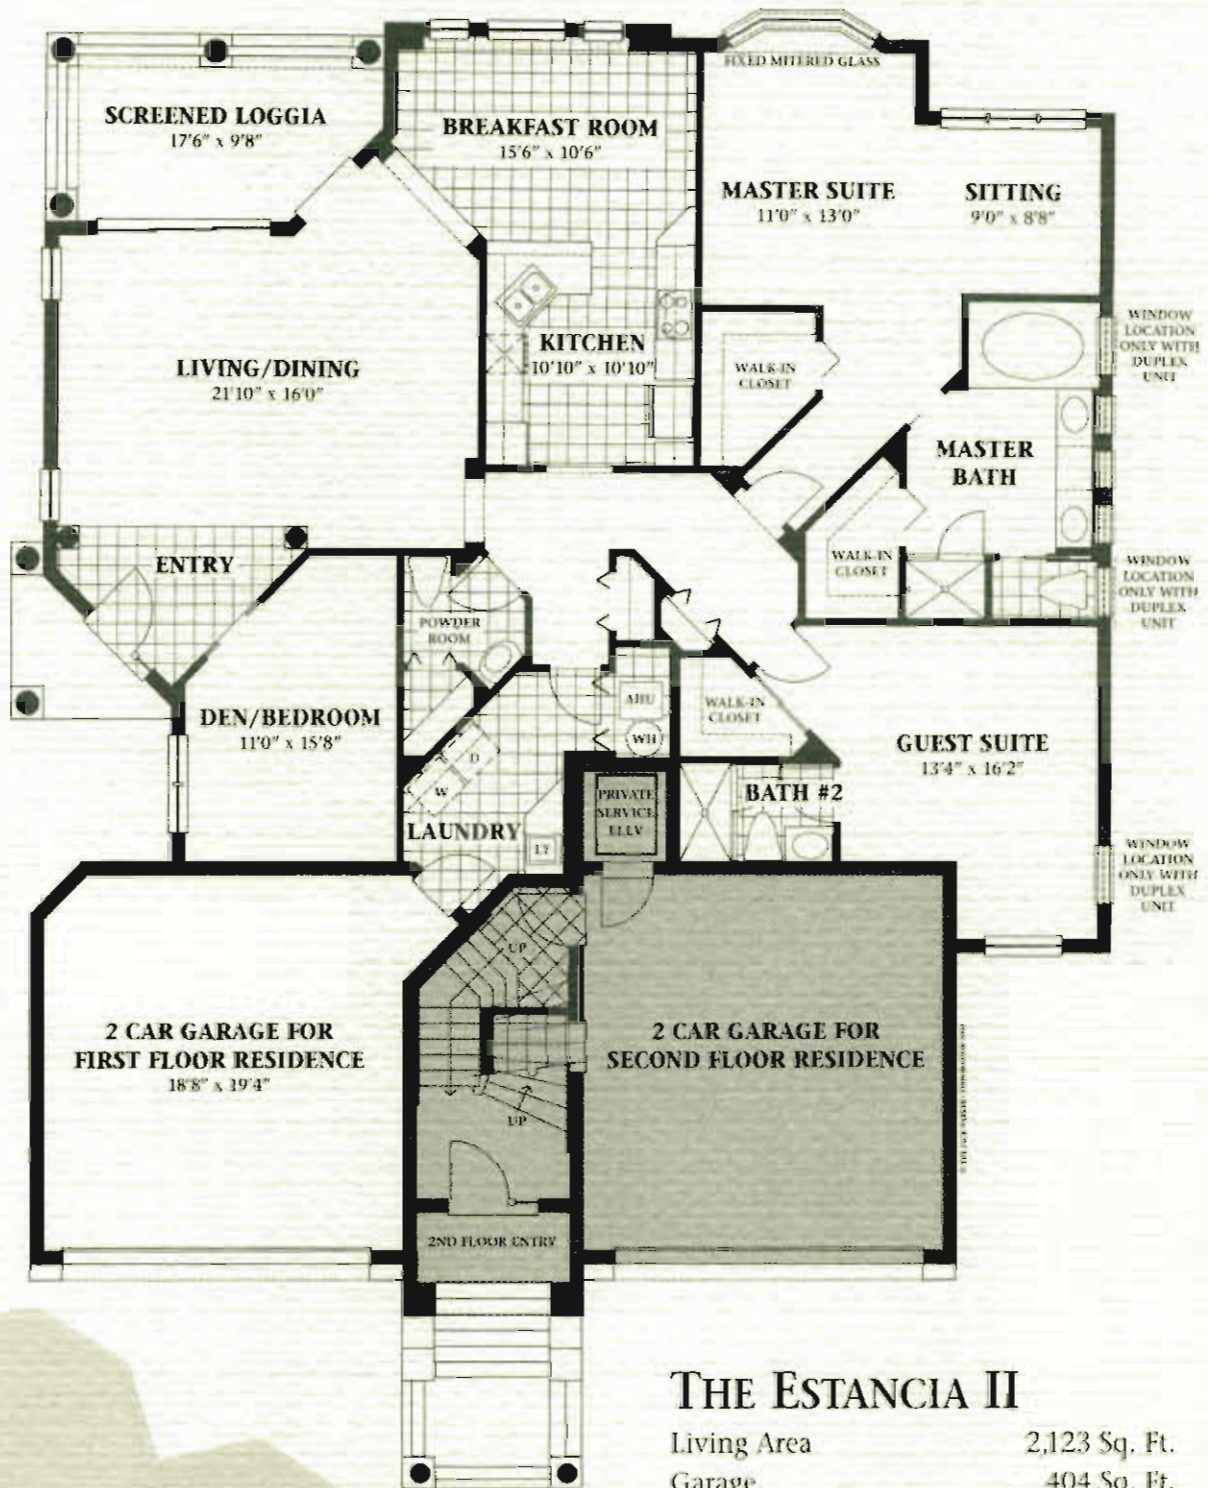 FIXED MITERED GLASS
SCREENED LOGGIA
17'6" x 9'8"
BREAKFAST ROOM
15'6" x 10'6"
MASTER SUITE
11'0" x 13'0"
SITTING
9'0" x 8'8"
WINDOW
LOCATION
ONLY WITH
DUPLEX
UNIT
LIVING/DINING
21'10" x 16'0"
KITCHEN
10'10" x 10'10"
WALK-IN
CLOSET
MASTER
BATH
ENTRY
WALK-IN
CLOSET
WINDOW
LOCATION
ONLY WITH
DUPLEX
UNIT
POWDER
ROOM
DEN/BEDROOM
11'0" x 15'8"
AHU
WH
WALK-IN
CLOSET
GUEST SUITE
13'4" x 16'2"
D
W
PRIVATE
SERVICE
ELEV
BATH #2
LAUNDRY
LT
WINDOW
LOCATION
ONLY WITH
DUPLEX
UNIT
UP
2 CAR GARAGE FOR
FIRST FLOOR RESIDENCE
18'8" x 19'4"
2 CAR GARAGE FOR
SECOND FLOOR RESIDENCE
UP
2ND FLOOR ENTRY
THE ESTANCIA II
Living Area 2,123 Sq. Ft.
Garage 404 Sq. Ft.